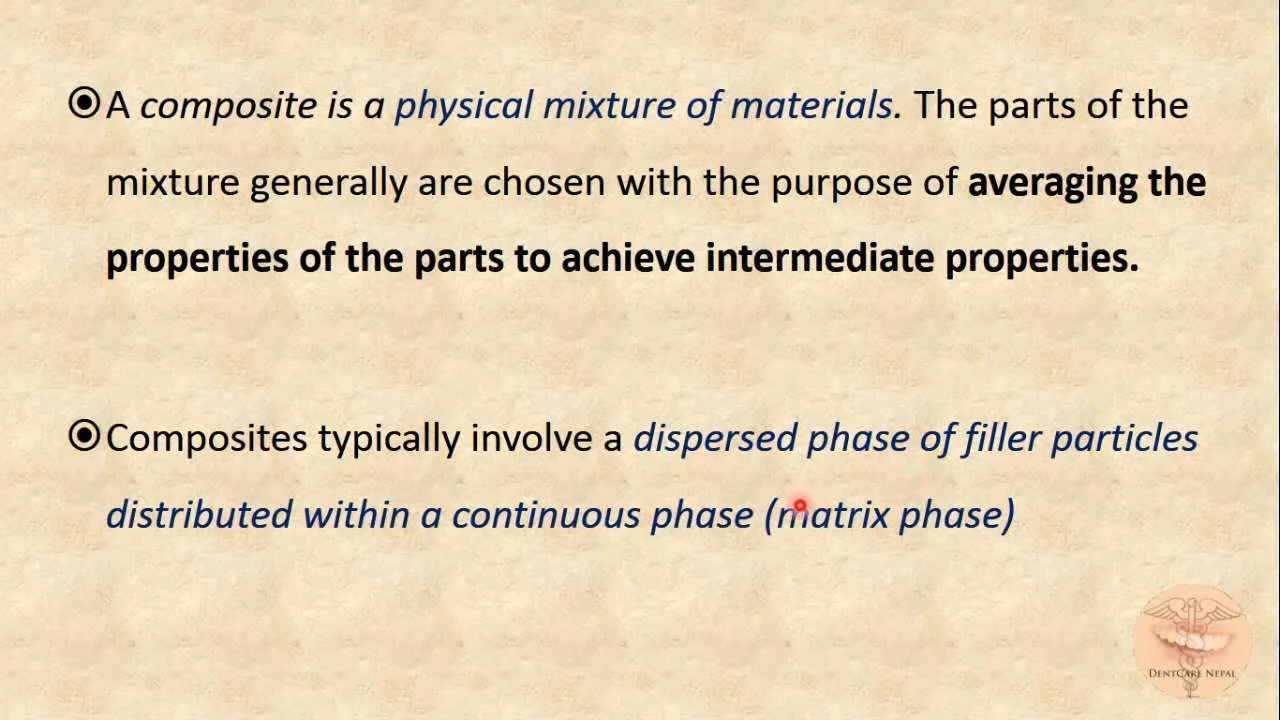 A composite is a physical mixture of materials. The parts of the
mixture generally are chosen with the purpose of averaging the
properties of the parts to achieve intermediate properties.
Composites typically involve a dispersed phase of filler particles
distributed within a continuous phase (matrix phase)
DENTCARE NEPAL